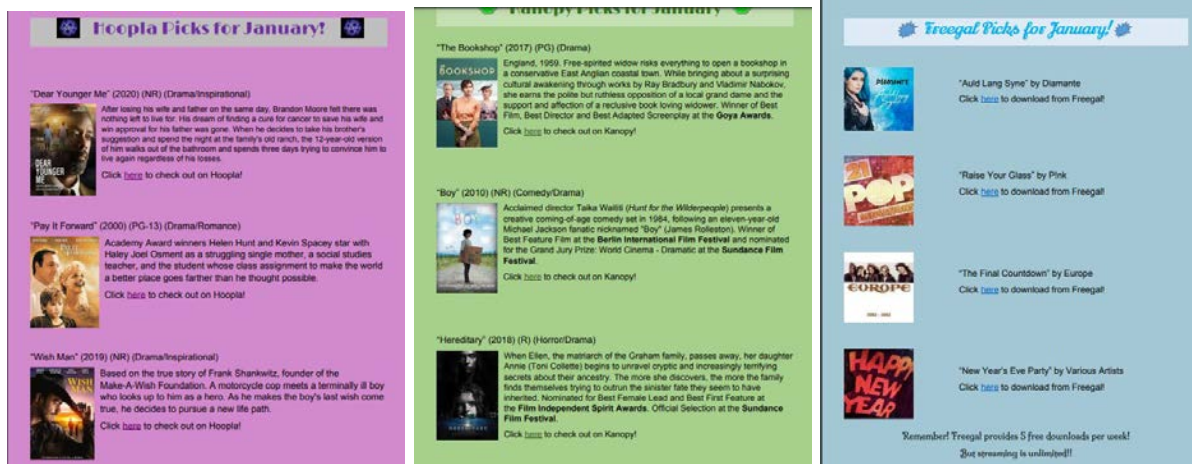 Hoopla Picks for January!
"Dear Younger Me" (2020) (NR) (Drama/Inspirational)
DEAR
YOUNGER
ME
After losing his wife and father on the same day, Brandon Moore felt there was
nothing left to live for. His dream of finding a cure for cancer to save his wife and
win approval for his father was gone. When he decides to take his brother's
suggestion and spend the night at the family's old ranch, the 12-year-old version
of him walks out of the bathroom and spends three days trying to convince him to
live again regardless of his losses.
Click here to check out on Hoopla!
"Pay It Forward" (2000) (PG-13) (Drama/Romance)
Academy Award winners Helen Hunt and Kevin Spacey star with
Haley Joel Osment as a struggling single mother, a social studies
teacher, and the student whose class assignment to make the world
a better place goes farther than he thought possible.
Click here to check out on Hoopla!
"Wish Man" (2019) (NR) (Drama/Inspirational)
WISH
MAN
Based on the true story of Frank Shankwitz, founder of the
Make-A-Wish Foundation. A motorcycle cop meets a terminally ill boy
who looks up to him as a hero. As he makes the boy's last wish come
true, he decides to pursue a new life path.
Click here to check out on Hoopla!
Kanopy Picks for January
"The Bookshop" (2017) (PG) (Drama)
BOOKSHOP
England, 1959. Free-spirited widow risks everything to open a bookshop in
a conservative East Anglian coastal town. While bringing about a surprising
cultural awakening through works by Ray Bradbury and Vladimir Nabokov,
she earns the polite but ruthless opposition of a local grand dame and the
support and affection of a reclusive book loving widower. Winner of Best
Film, Best Director and Best Adapted Screenplay at the Goya Awards.
Click here to check out on Kanopy!
"Boy" (2010) (NR) (Comedy/Drama)
BOY
Acclaimed director Taika Waititi (Hunt for the Wilderpeople) presents a
creative coming-of-age comedy set in 1984, following an eleven-year-old
Michael Jackson fanatic nicknamed "Boy" (James Rolleston). Winner of
Best Feature Film at the Berlin International Film Festival and nominated
for the Grand Jury Prize: World Cinema - Dramatic at the Sundance Film
Festival.
Click here to check out on Kanopy!
"Hereditary" (2018) (R) (Horror/Drama)
HEREDITARY
When Ellen, the matriarch of the Graham family, passes away, her daughter
Annie (Toni Collette) begins to unravel cryptic and increasingly terrifying
secrets about their ancestry. The more she discovers, the more the family
finds themselves trying to outrun the sinister fate they seem to have
inherited. Nominated for Best Female Lead and Best First Feature at
the Film Independent Spirit Awards. Official Selection at the Sundance
Film Festival.
Click here to check out on Kanopy!
Freegal Picks for January!
DIAMANTE
"Auld Lang Syne" by Diamante
Click here to download from Freegal!
POP
"Raise Your Glass" by P!nk
Click here to download from Freegal!
EUROPE
"The Final Countdown" by Europe
Click here to download from Freegal!
HAPPY
NEW
YEAR
"New Year's Eve Party" by Various Artists
Click here to download from Freegal!
Remember! Freegal provides 5 free downloads per week!
But streaming is unlimited!!